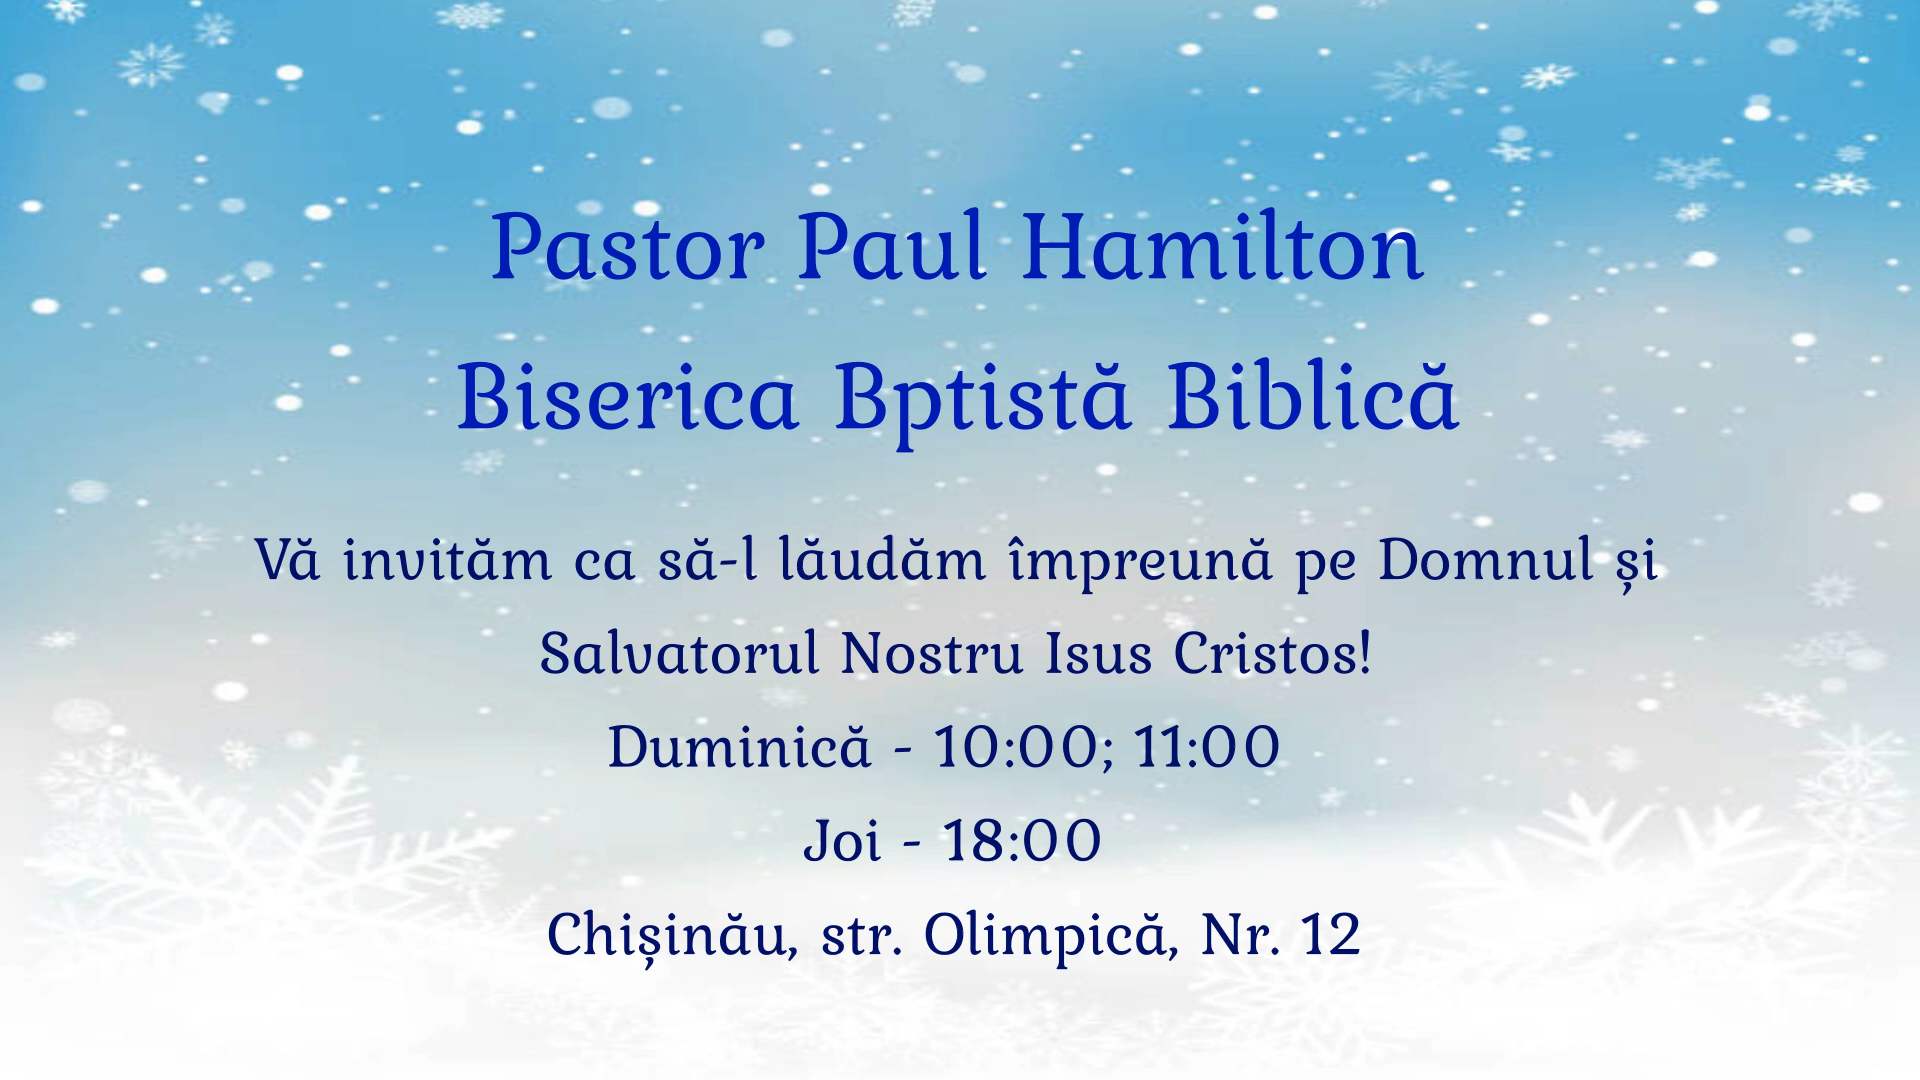 Pastor Paul Hamilton
Biserica Bptistă Biblică
Vă invităm ca să-l lăudăm împreună pe Domnul și
Salvatorul Nostru Isus Cristos!
Duminică - 10:00; 11:00
Joi - 18:00
Chișinău, str. Olimpică, Nr. 12